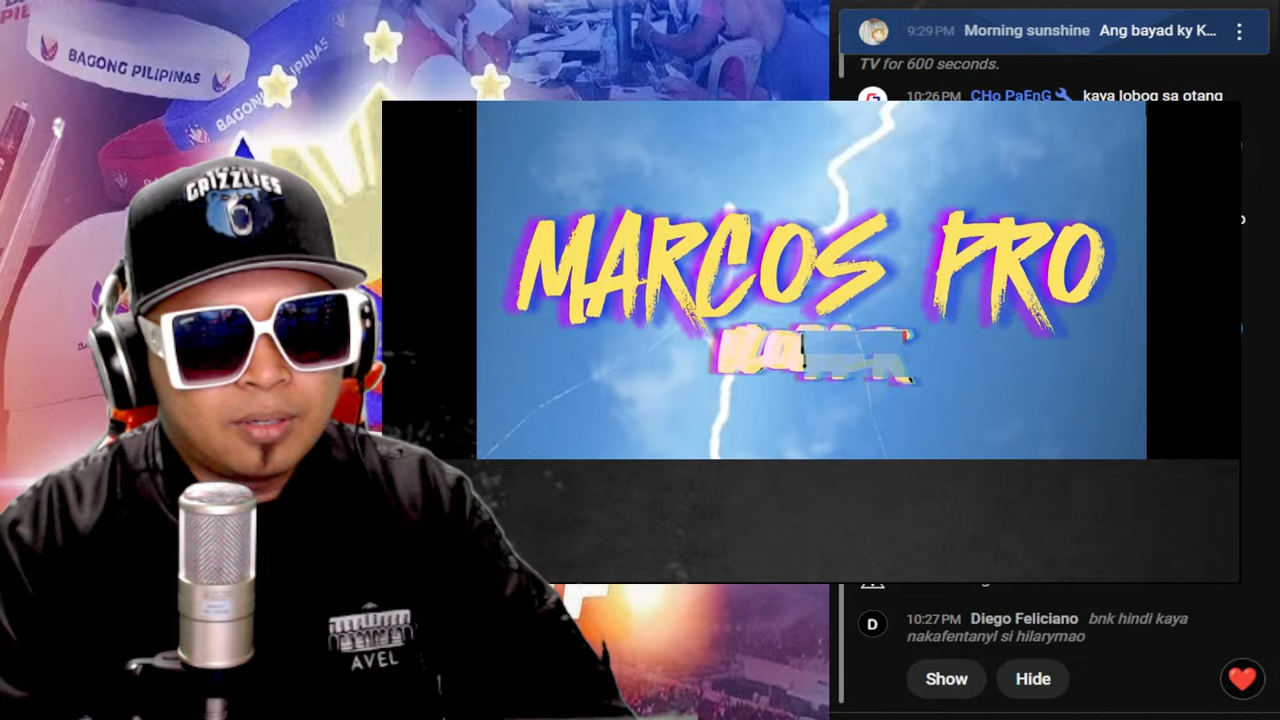 BAGONG PILIPINAS
PILIPINAS
BAGONG
GRIZZLIES
AVEL
MARCOS PRO
9:29 PM Morning sunshine Ang bayad ky K...
TV for 600 seconds.
10:26 PM CHo PaEnG kaya lobog sa otang
10:27 PM Diego Feliciano bnk hindi kaya
nakafentanyl si hilarymao
Show Hide